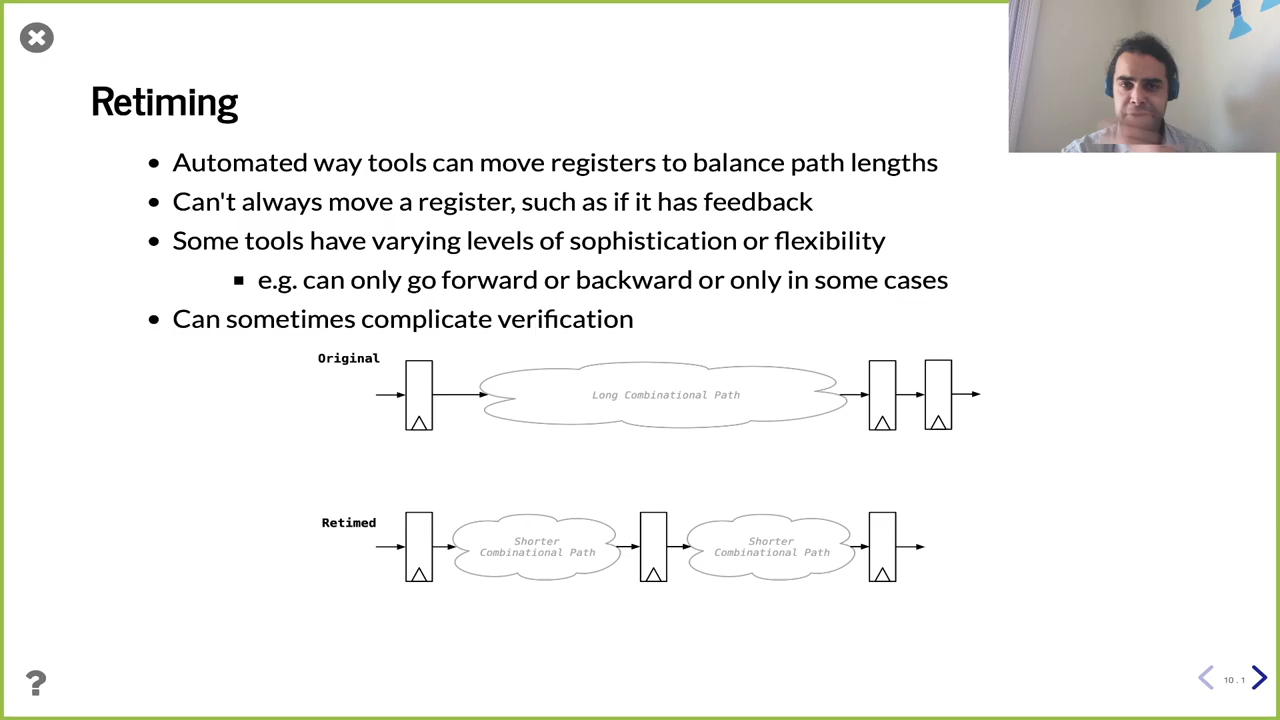 Retiming
• Automated way tools can move registers to balance path lengths
• Can't always move a register, such as if it has feedback
• Some tools have varying levels of sophistication or flexibility
▪ e.g. can only go forward or backward or only in some cases
• Can sometimes complicate verification
Original
Long Combinational Path
Retimed
Shorter
Combinational Path
Shorter
Combinational Path
?
10.1